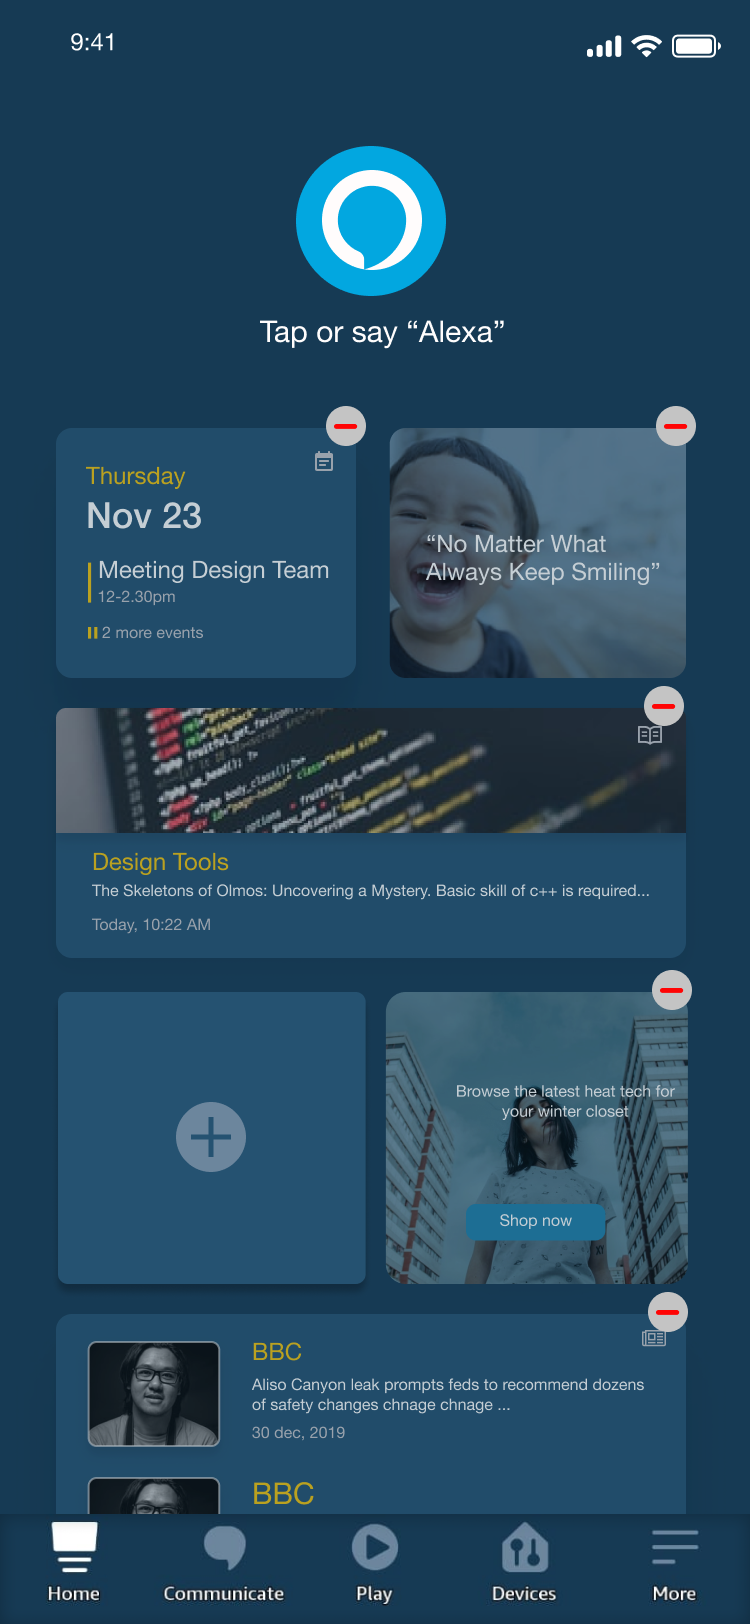 9:41
Tap or say “Alexa”
Thursday
Nov 23
Meeting Design Team
12-2.30pm
2 more events
“No Matter What
Always Keep Smiling”
Design Tools
The Skeletons of Olmos: Uncovering a Mystery. Basic skill of c++ is required...
Today, 10:22 AM
Browse the latest heat tech for
your winter closet
Shop now
BBC
Aliso Canyon leak prompts feds to recommend dozens
of safety changes chnage chnage ...
30 dec, 2019
BBC
Home
Communicate
Play
Devices
More